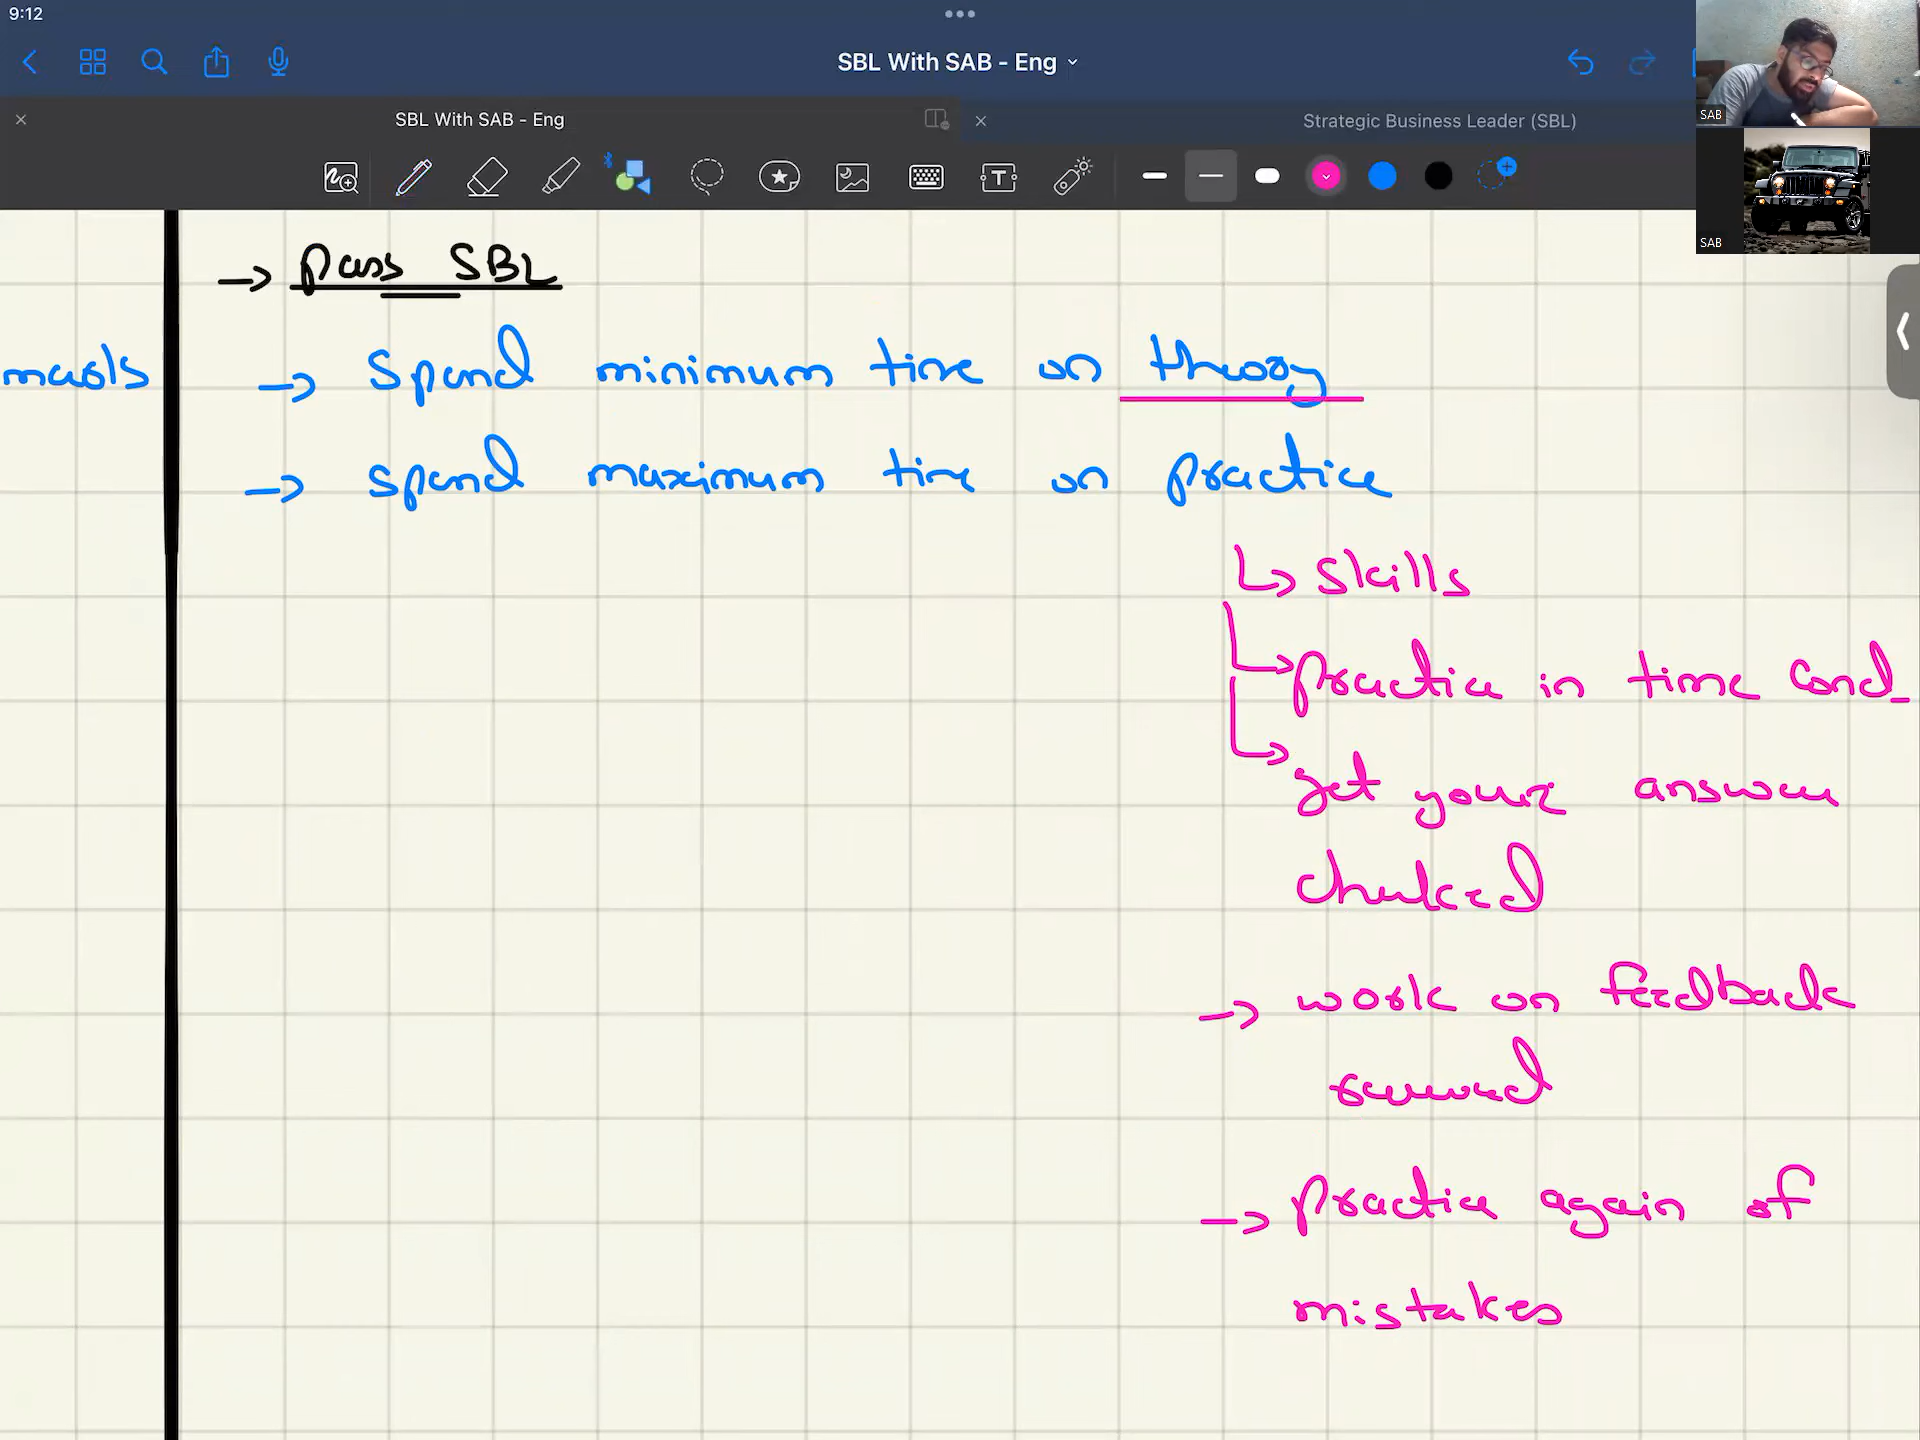 9:12
SBL With SAB - Eng
SBL With SAB - Eng
Strategic Business Leader (SBL)
T
SAB
SAB
→ Pass SBL
marks
→ Spend minimum time on theory
→ spend maximum time on practice
↳ Skills
↳ practice in time cond_
↳ get your answer
checked
→ work on feedback
received
→ practice again of
mistakes